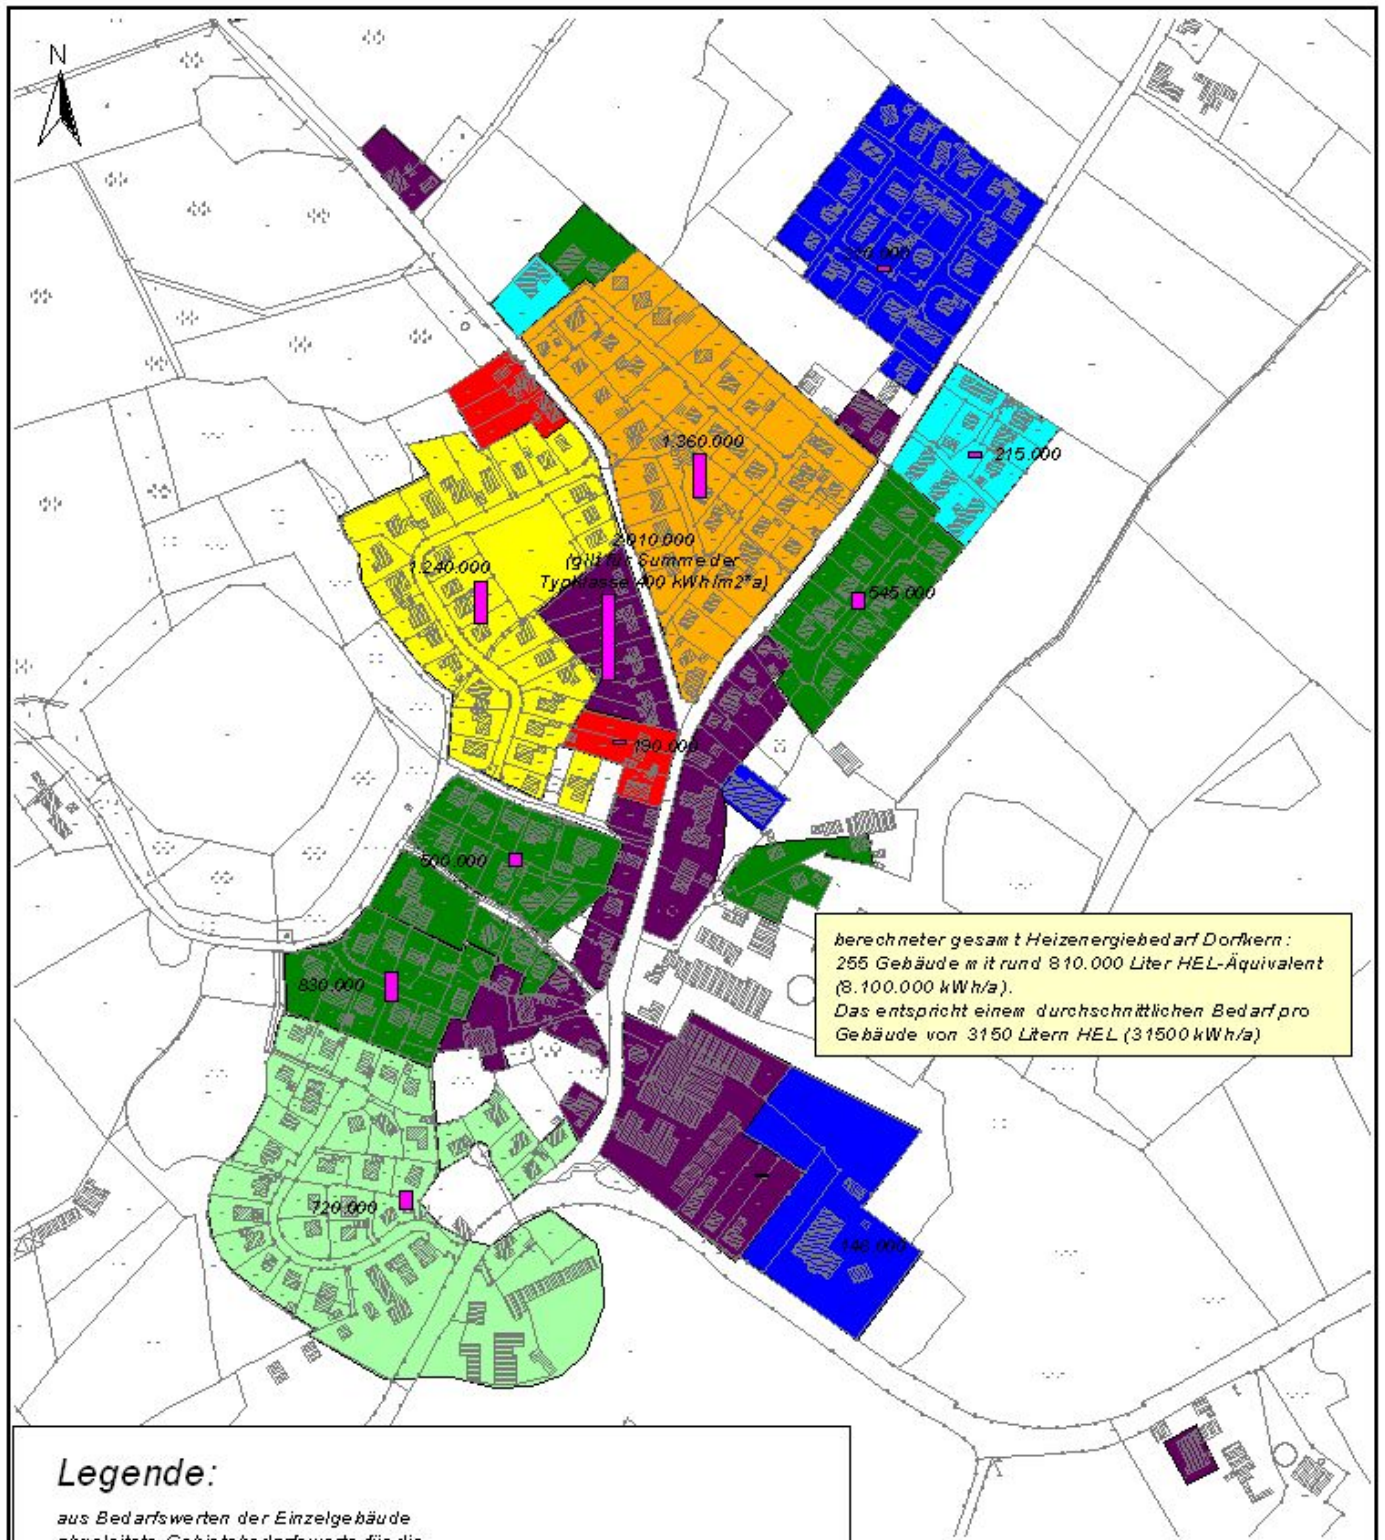 N
1.360.000
215.000
2.010.000
(gilt für Summe der
Typklasse 400 kWh/m2*a)
1.240.000
545.000
190.000
500.000
berechneter gesamt Heizenergiebedarf Dorfkern:
255 Gebäude mit rund 810.000 Liter HEL-Äquivalent
(8.100.000 kWh/a).
Das entspricht einem durchschnittlichen Bedarf pro
Gebäude von 3150 Litern HEL (31500 kWh/a)
830.000
720.000
Legende:
aus Bedarfswerten der Einzelgebäude